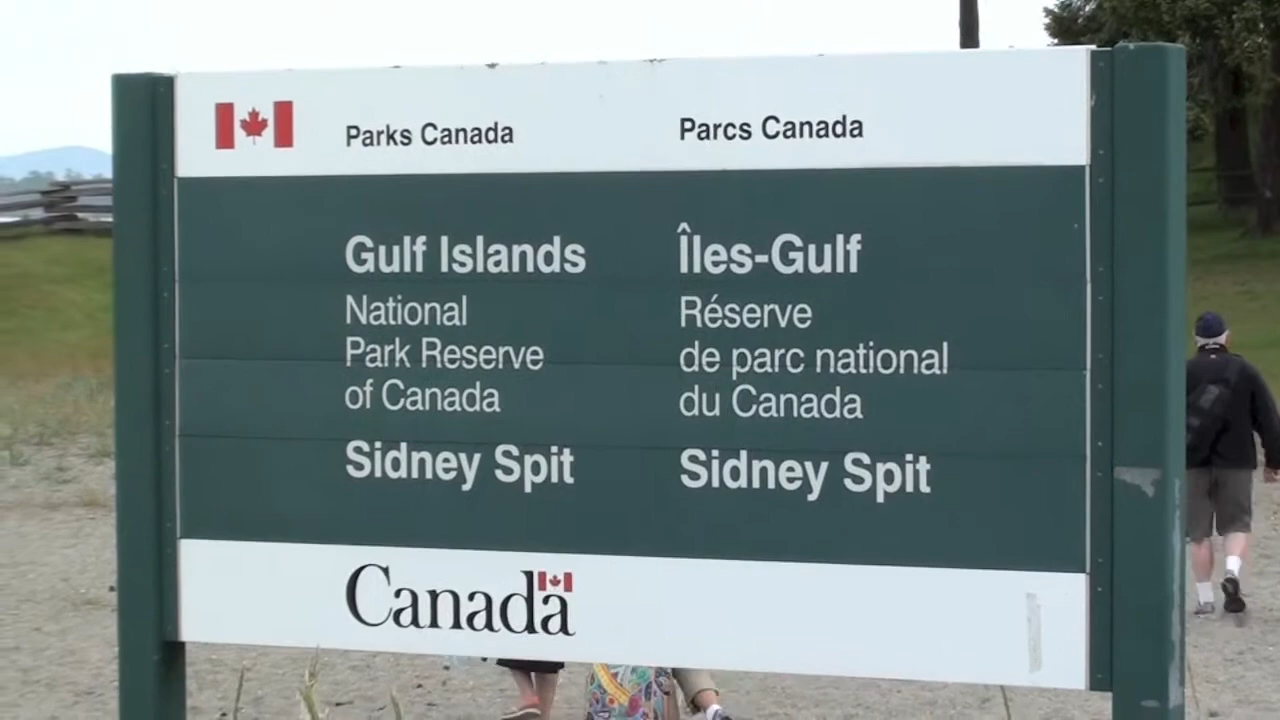 Parks Canada
Parcs Canada
Gulf Islands
National
Park Reserve
of Canada
Sidney Spit
Îles-Gulf
Réserve
de parc national
du Canada
Sidney Spit
Canada